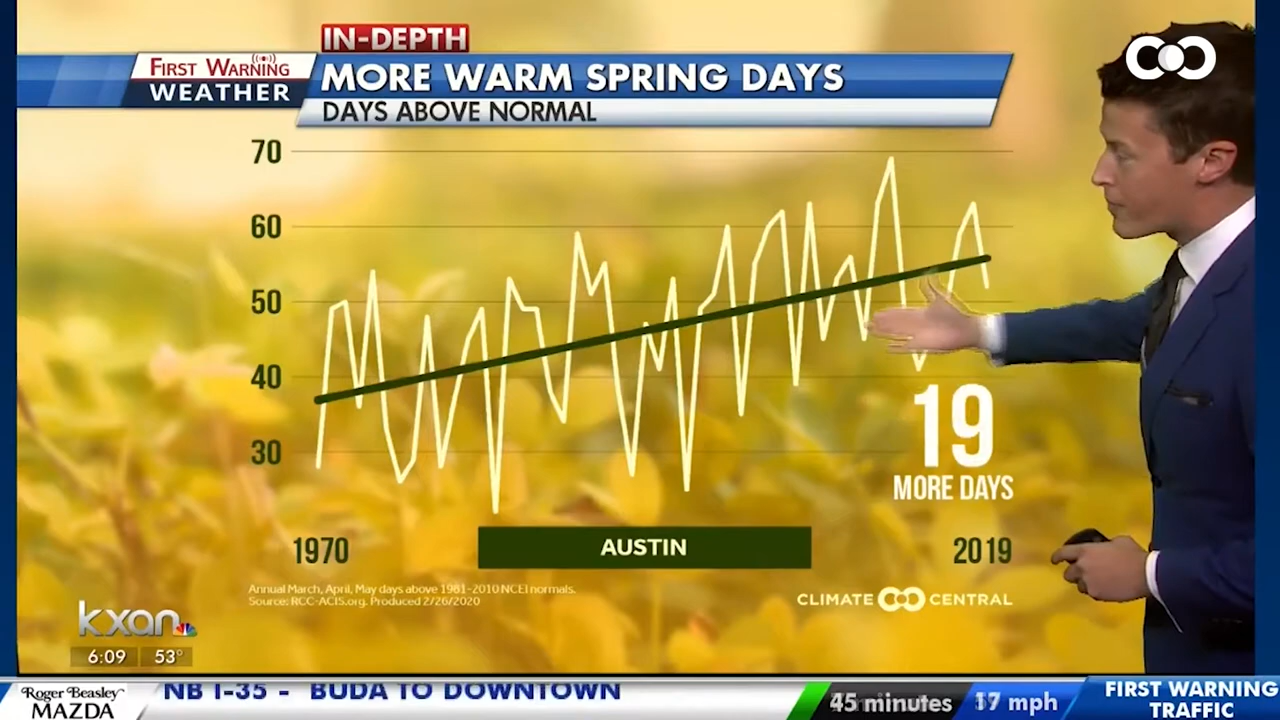 IN-DEPTH
FIRST WARNING
WEATHER
MORE WARM SPRING DAYS
DAYS ABOVE NORMAL
70
60
50
40
30
19
MORE DAYS
1970
AUSTIN
2019
Annual March, April, May days above 1981-2010 NCEI normals.
Source: RCC-ACIS.org. Produced 2/26/2020
CLIMATE CENTRAL
kxan
6:09 53°
Roger Beasley
MAZDA
NB I-35 - BUDA TO DOWNTOWN
45 minutes
mph
FIRST WARNING
TRAFFIC